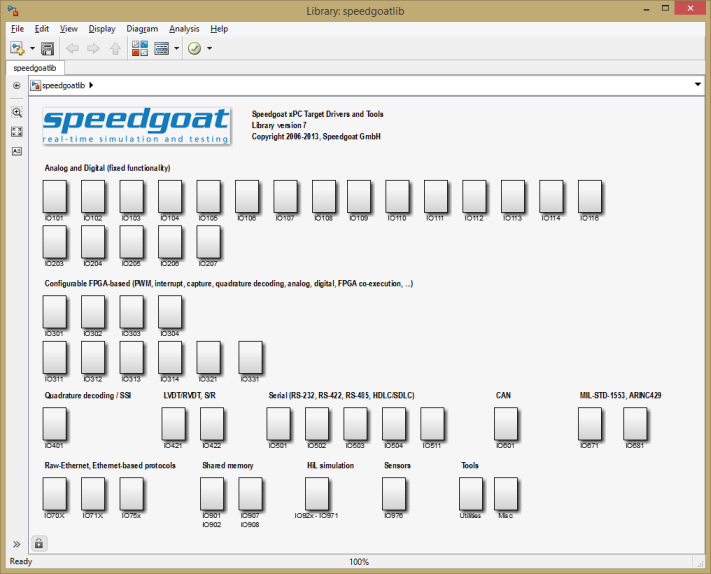 Library: speedgoatlib
File Edit View Display Diagram Analysis Help
speedgoatlib
speedgoatlib
speedgoat
real-time simulation and testing
Speedgoat xPC Target Drivers and Tools
Library version 7
Copyright 2006-2013, Speedgoat GmbH
Analog and Digital (fixed functionality)
IO101 IO102 IO103 IO104 IO105 IO106 IO107 IO108 IO109 IO110 IO111 IO112 IO113 IO114 IO116
IO203 IO204 IO205 IO206 IO207
Configurable FPGA-based (PWM, interrupt, capture, quadrature decoding, analog, digital, FPGA co-execution, ...)
IO301 IO302 IO303 IO304
IO311 IO312 IO313 IO314 IO321 IO331
Quadrature decoding / SSI LVDT/RVDT, S/R Serial (RS-232, RS-422, RS-485, HDLC/SDLC) CAN MIL-STD-1553, ARINC429
IO401 IO421 IO422 IO501 IO502 IO503 IO504 IO511 IO601 IO671 IO681
Raw-Ethernet, Ethernet-based protocols Shared memory HiL simulation Sensors Tools
IO70X IO71X IO75x IO901 IO907 IO92x - IO971 IO976 Utilities Misc
IO902 IO908
Ready 100%